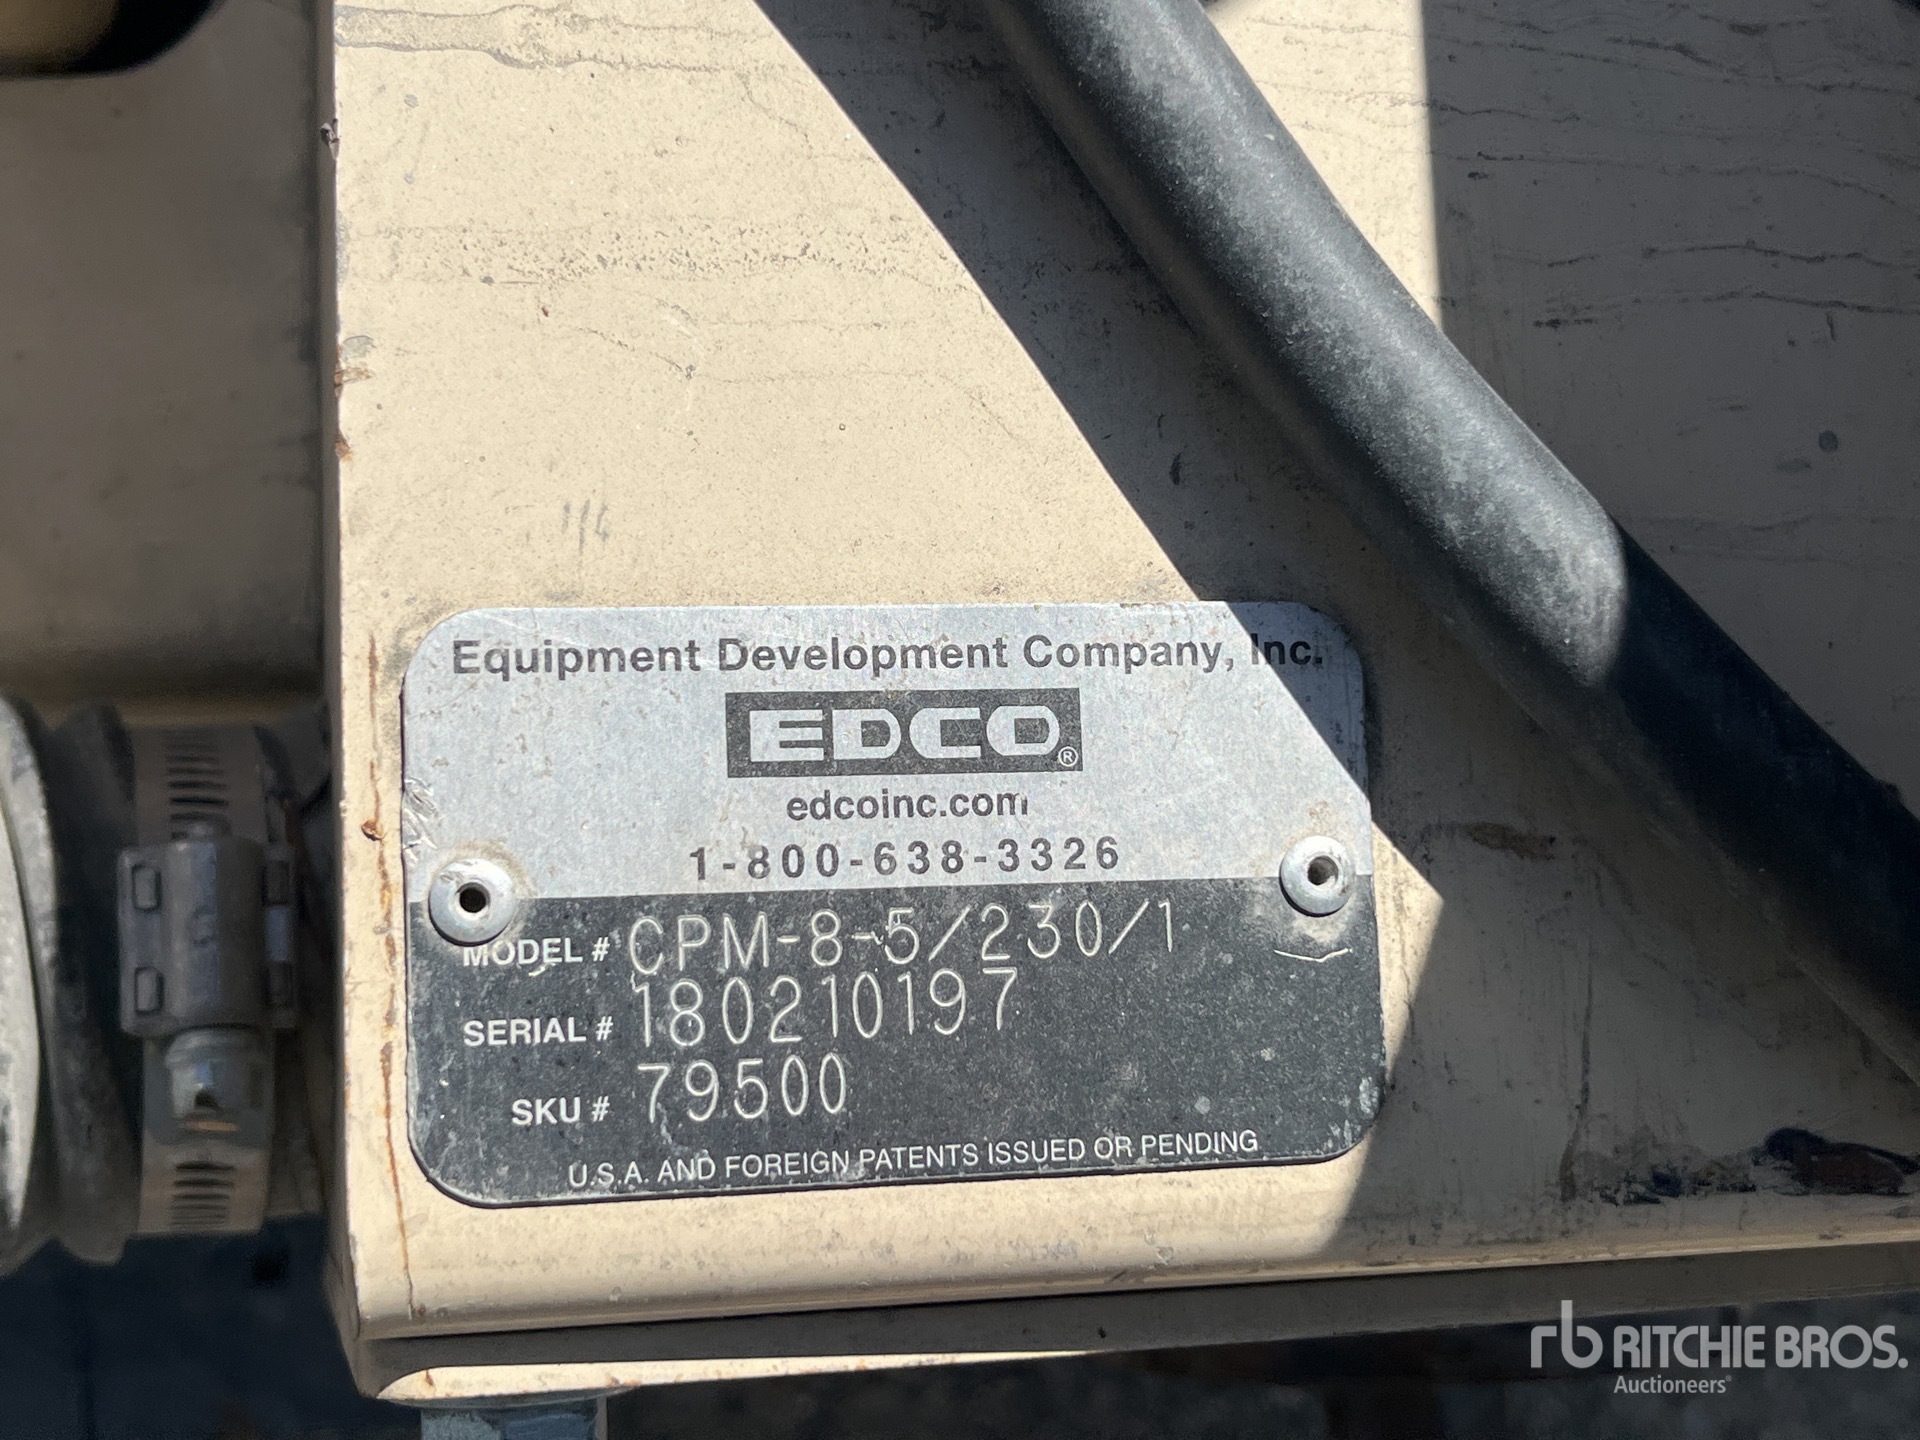 Equipment Development Company, Inc.
EDCO®
edcoinc.com
1-800-638-3326
MODEL # CPM-8-5/230/1
SERIAL # 180210197
SKU # 79500
U.S.A. AND FOREIGN PATENTS ISSUED OR PENDING
rb RITCHIE BROS.
Auctioneers®